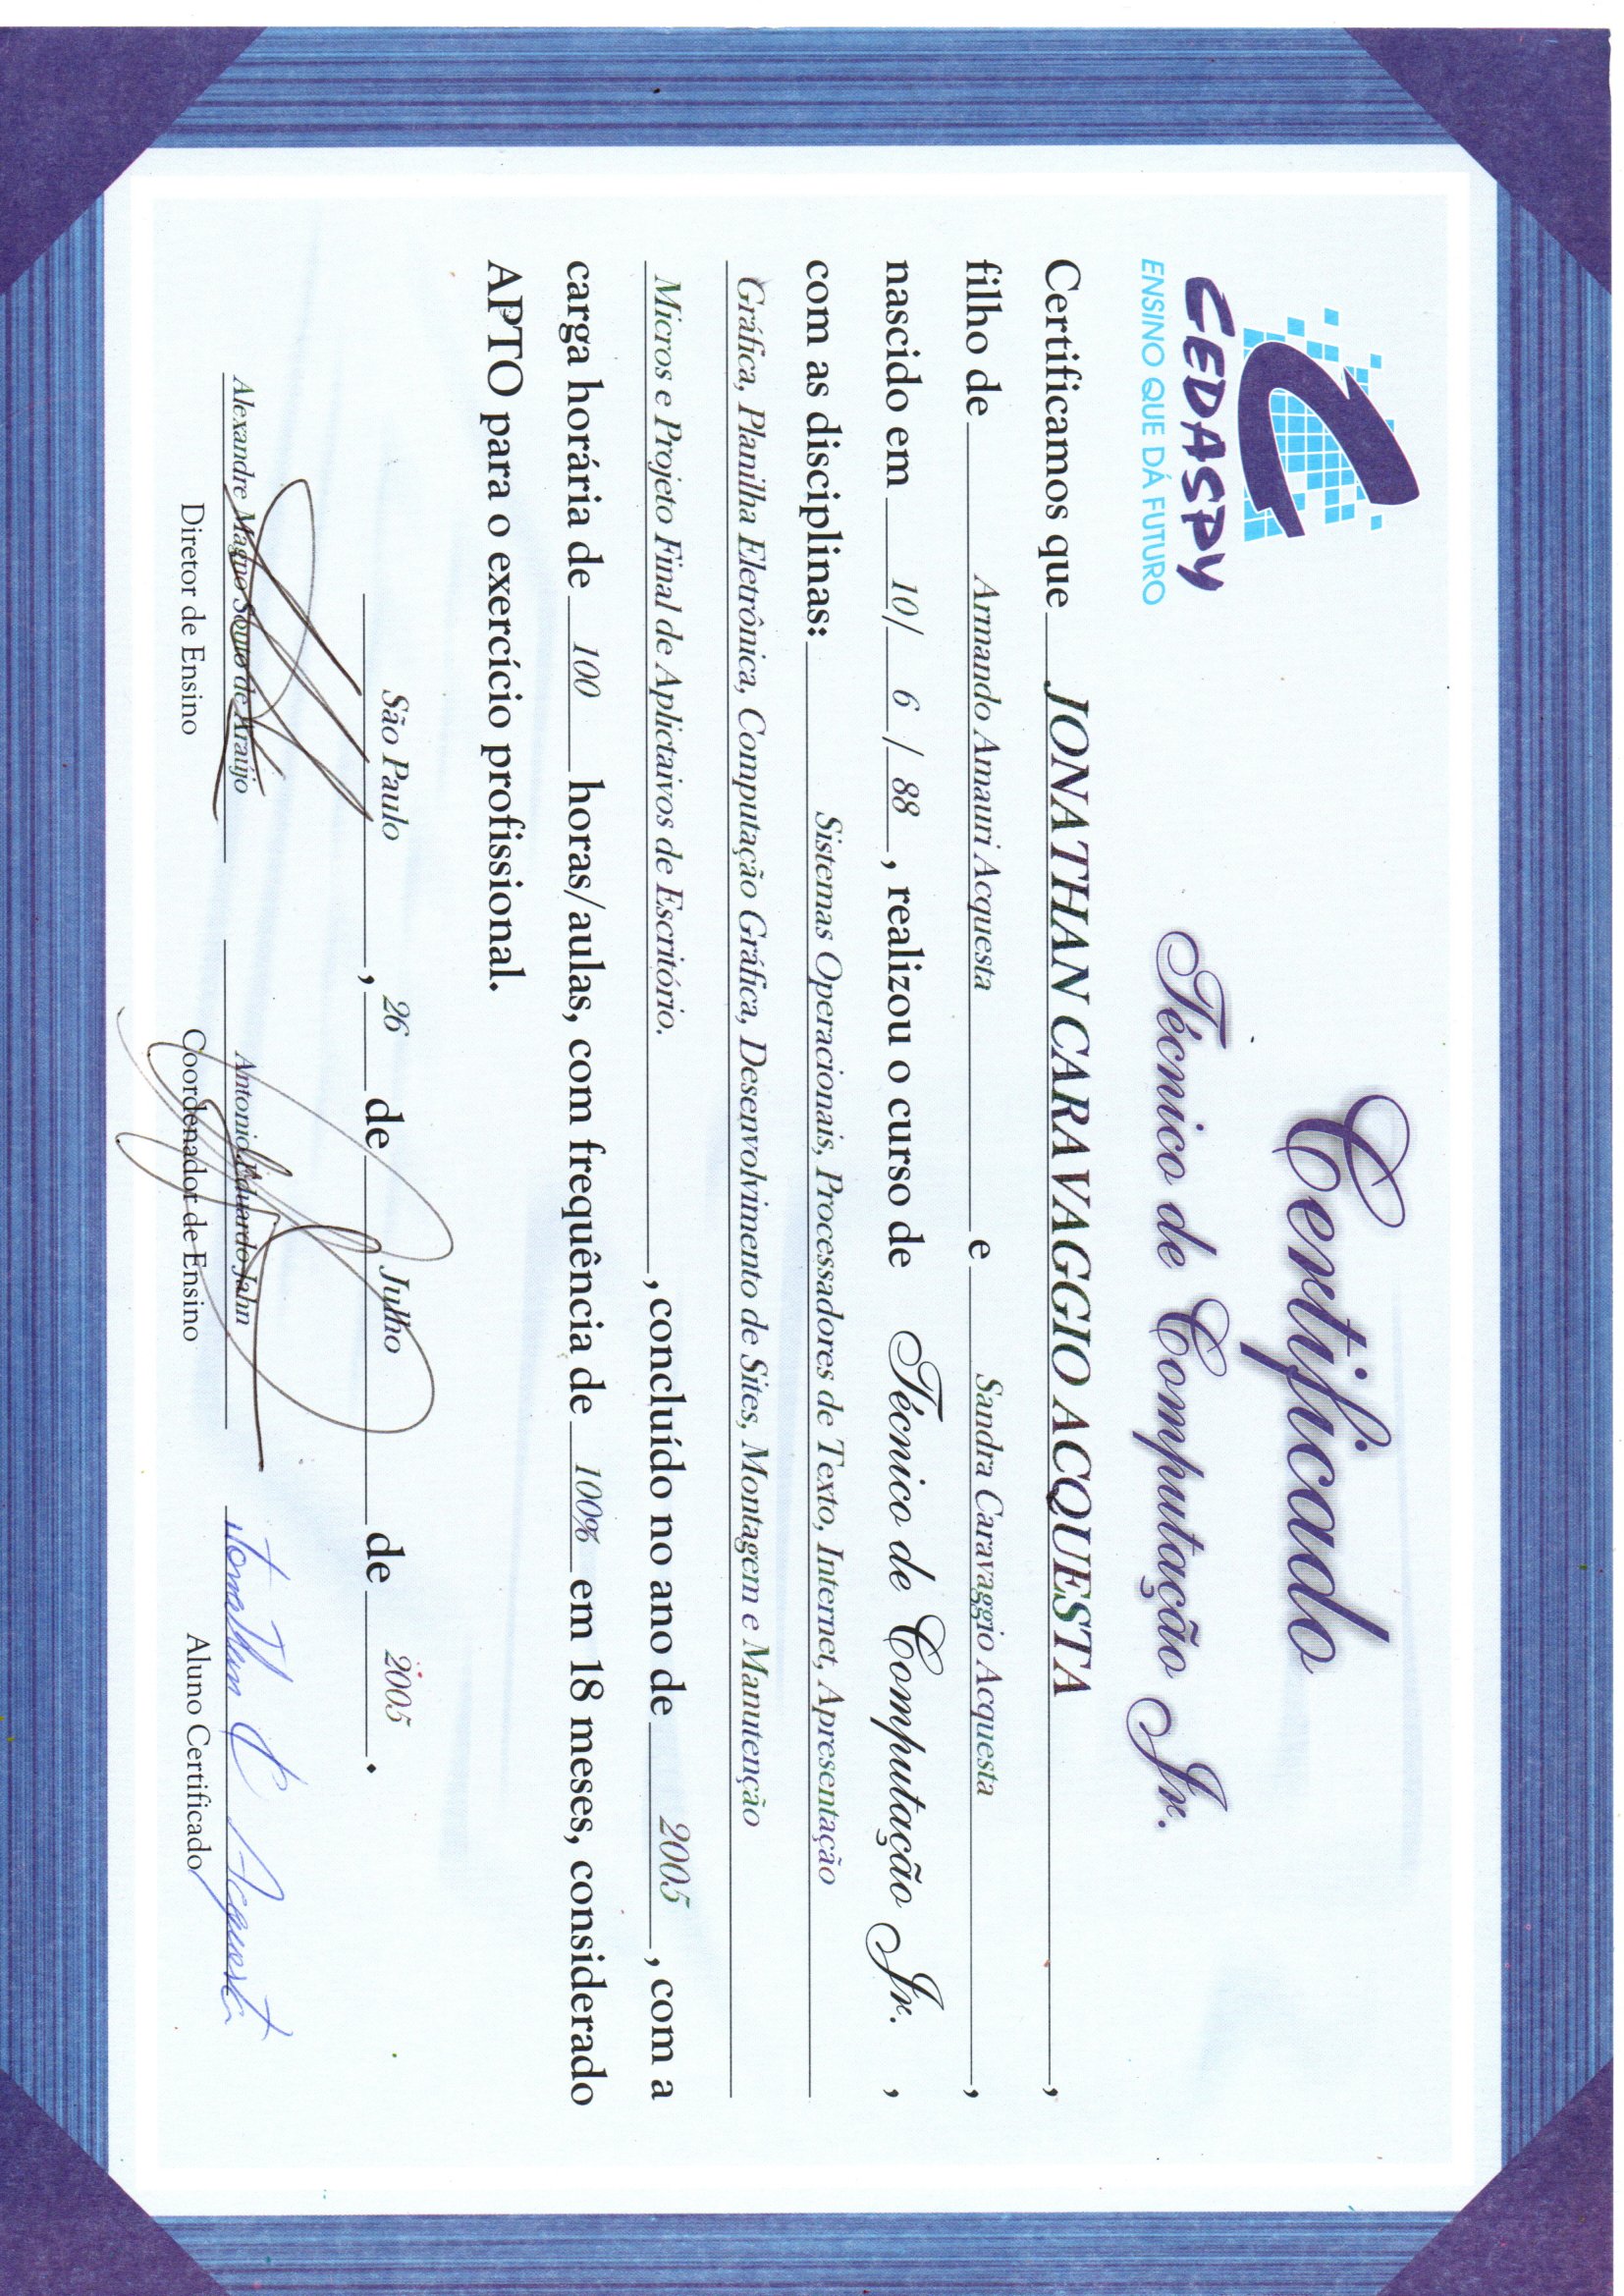 CEDASPY
ENSINO QUE DÁ FUTURO
Certificado
Técnico de Computação Jr.
Certificamos que JONATHAN CARAVAGGIO ACQUESTA,
filho de Armando Amauri Acquesta e Sandra Caravaggio Acquesta,
nascido em 10/ 6 / 88, realizou o curso de Técnico de Computação Jr.,
com as disciplinas: Sistemas Operacionais, Processadores de Texto, Internet, Apresentação
Gráfica, Planilha Eletrônica, Computação Gráfica, Desenvolvimento de Sites, Montagem e Manutenção
Micros e Projeto Final de Aplictaivos de Escritório. , concluído no ano de 2005, com a
carga horária de 100 horas/aulas, com frequência de 100% em 18 meses, considerado
APTO para o exercício profissional.
São Paulo, 26 de Julho de 2005.
Alexandre Magno Souto de Araújo Antonio Eduardo Jahn Jonathan C Acquesta
Diretor de Ensino Coordenador de Ensino Aluno Certificado